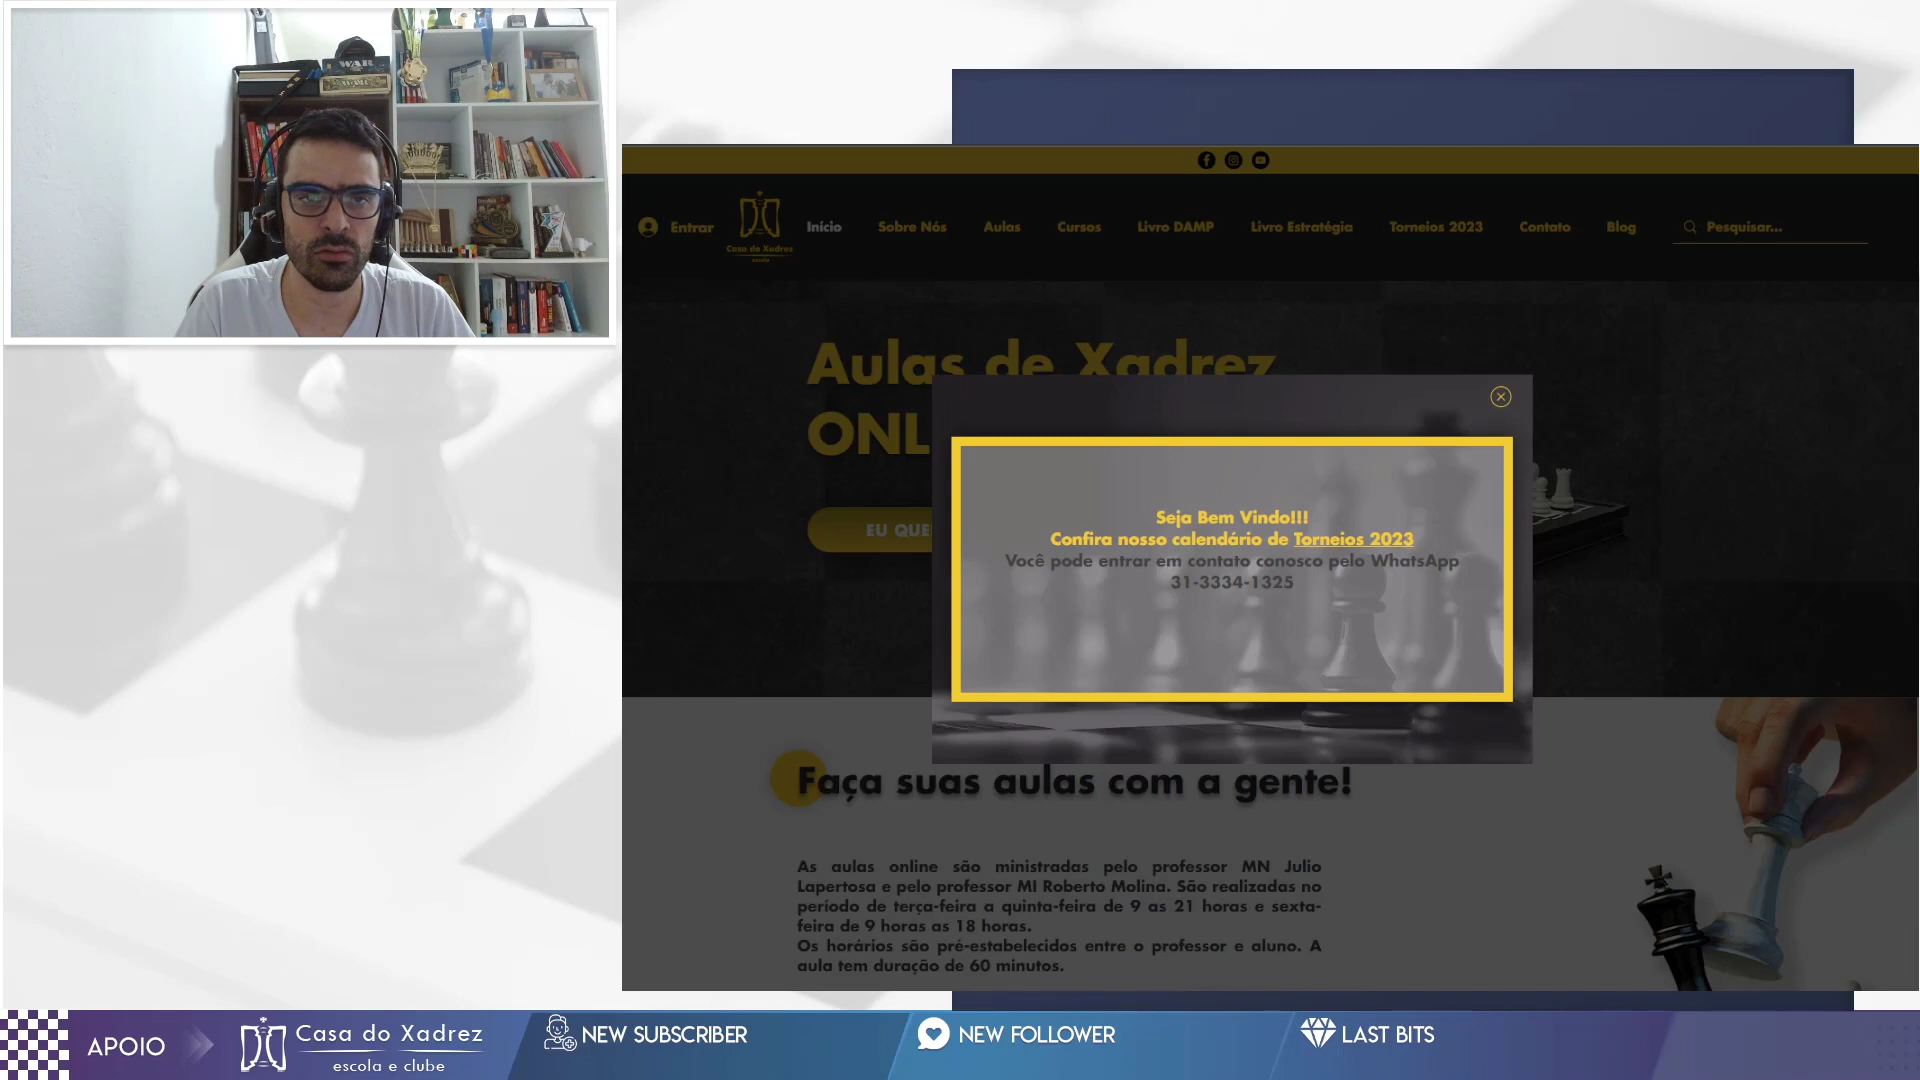 WAR
Entrar
Casa do Xadrez
escola
Início
Sobre Nós
Aulas
Cursos
Livro DAMP
Livro Estratégia
Torneios 2023
Contato
Blog
Pesquisar...
Aulas de Xadrez
ONL
EU QUE
Seja Bem Vindo!!!
Confira nosso calendário de Torneios 2023
Você pode entrar em contato conosco pelo WhatsApp
31-3334-1325
Faça suas aulas com a gente!
As aulas online são ministradas pelo professor MN Julio
Lapertosa e pelo professor MI Roberto Molina. São realizadas no
período de terça-feira a quinta-feira de 9 as 21 horas e sexta-
feira de 9 horas as 18 horas.
Os horários são pré-estabelecidos entre o professor e aluno. A
aula tem duração de 60 minutos.
APOIO
Casa do Xadrez
escola e clube
NEW SUBSCRIBER
NEW FOLLOWER
LAST BITS